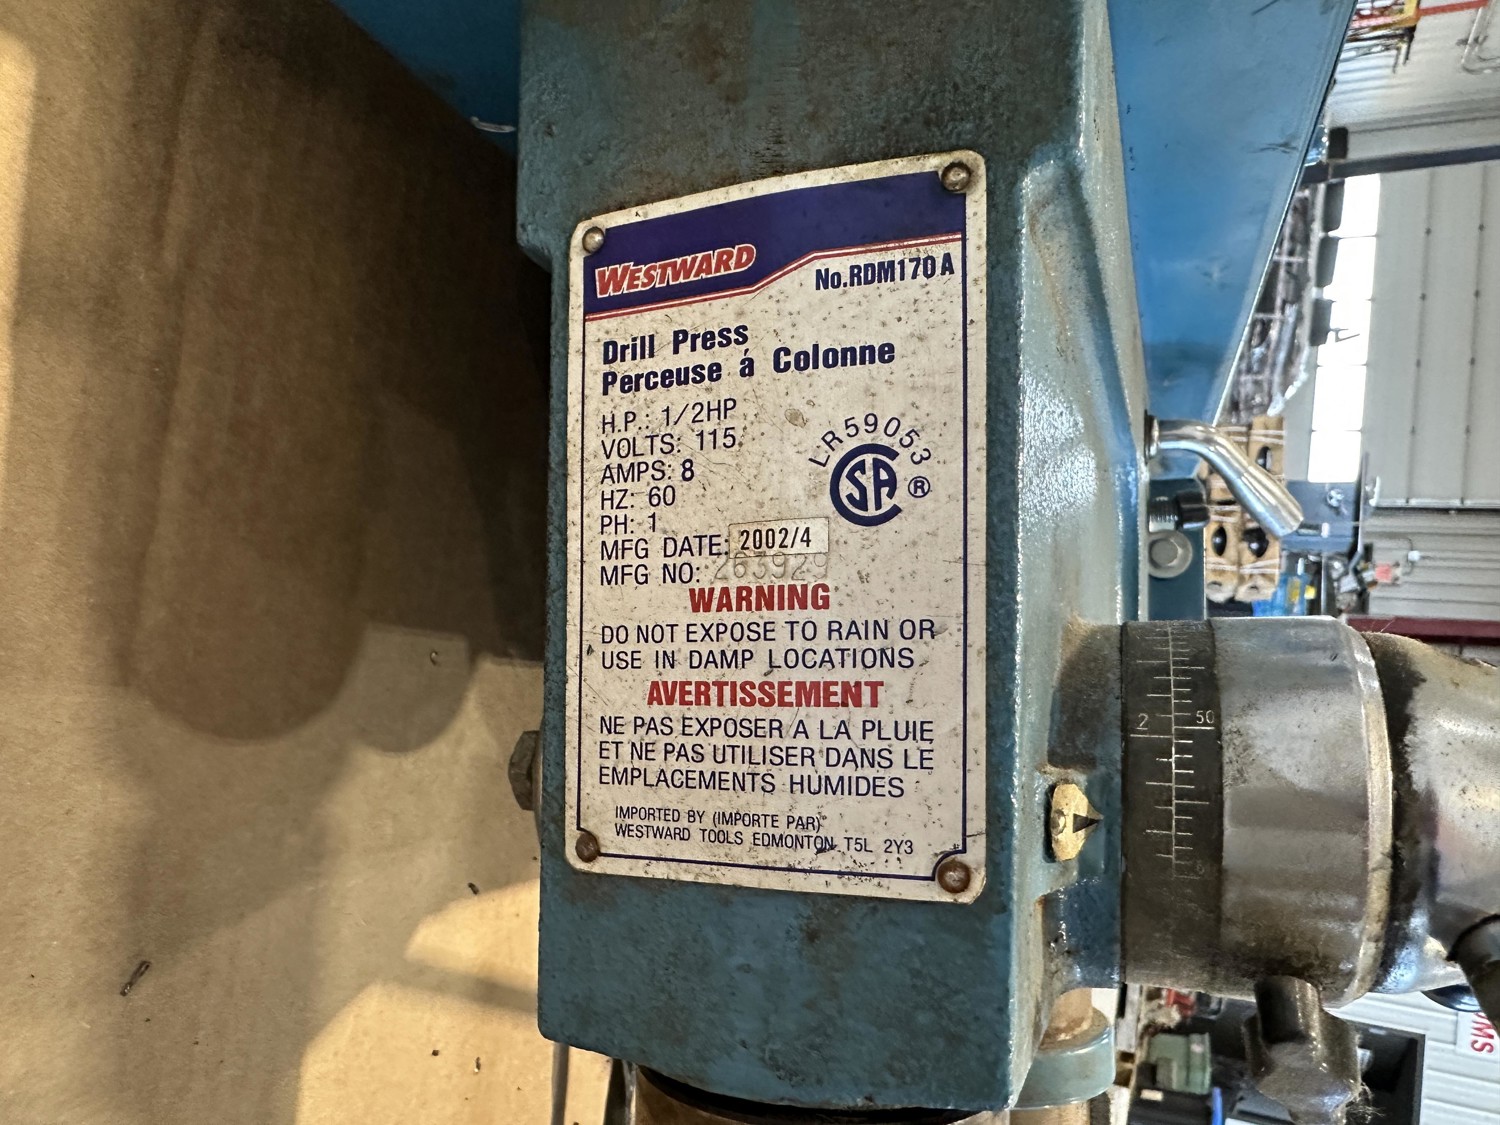 WESTWARD
No.RDM170A
Drill Press
Perceuse á Colonne
H.P.: 1/2HP
VOLTS: 115
AMPS: 8
HZ: 60
PH: 1
MFG DATE: 2002/4
MFG NO: 263929
LR59053
CSA ®
WARNING
DO NOT EXPOSE TO RAIN OR
USE IN DAMP LOCATIONS
AVERTISSEMENT
NE PAS EXPOSER A LA PLUIE
ET NE PAS UTILISER DANS LE
EMPLACEMENTS HUMIDES
IMPORTED BY (IMPORTE PAR)
WESTWARD TOOLS EDMONTON T5L 2Y3
2 50